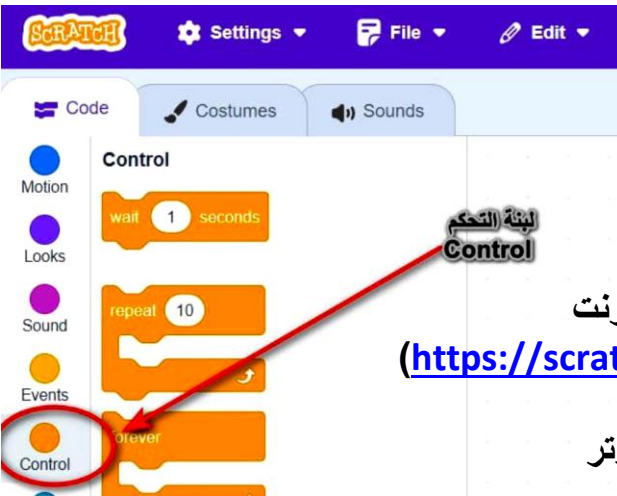 SCRATCH Settings File Edit
Code Costumes Sounds
Control
Motion
wait 1 seconds
Looks
لبنة التحكم
Control
repeat 10
Sound
(https://scrat
Events
forever
Control